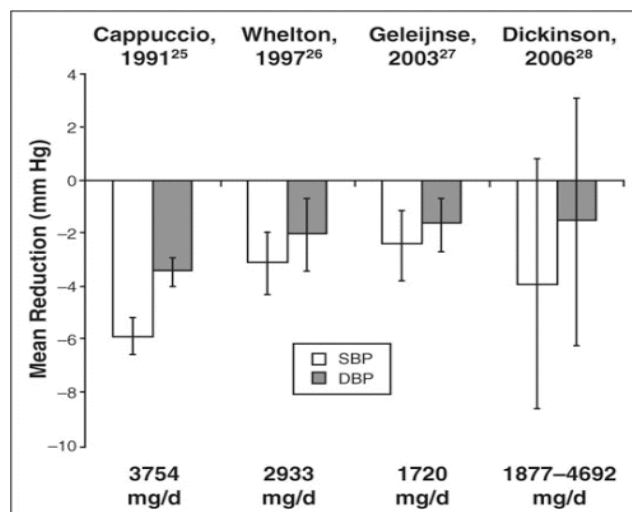 Cappuccio, Whelton, Geleijnse, Dickinson,
1991²⁵ 1997²⁶ 2003²⁷ 2006²⁸
4
2
0
−2
−4
−6
−8
−10
Mean Reduction (mm Hg)
SBP
DBP
3754 2933 1720 1877–4692
mg/d mg/d mg/d mg/d